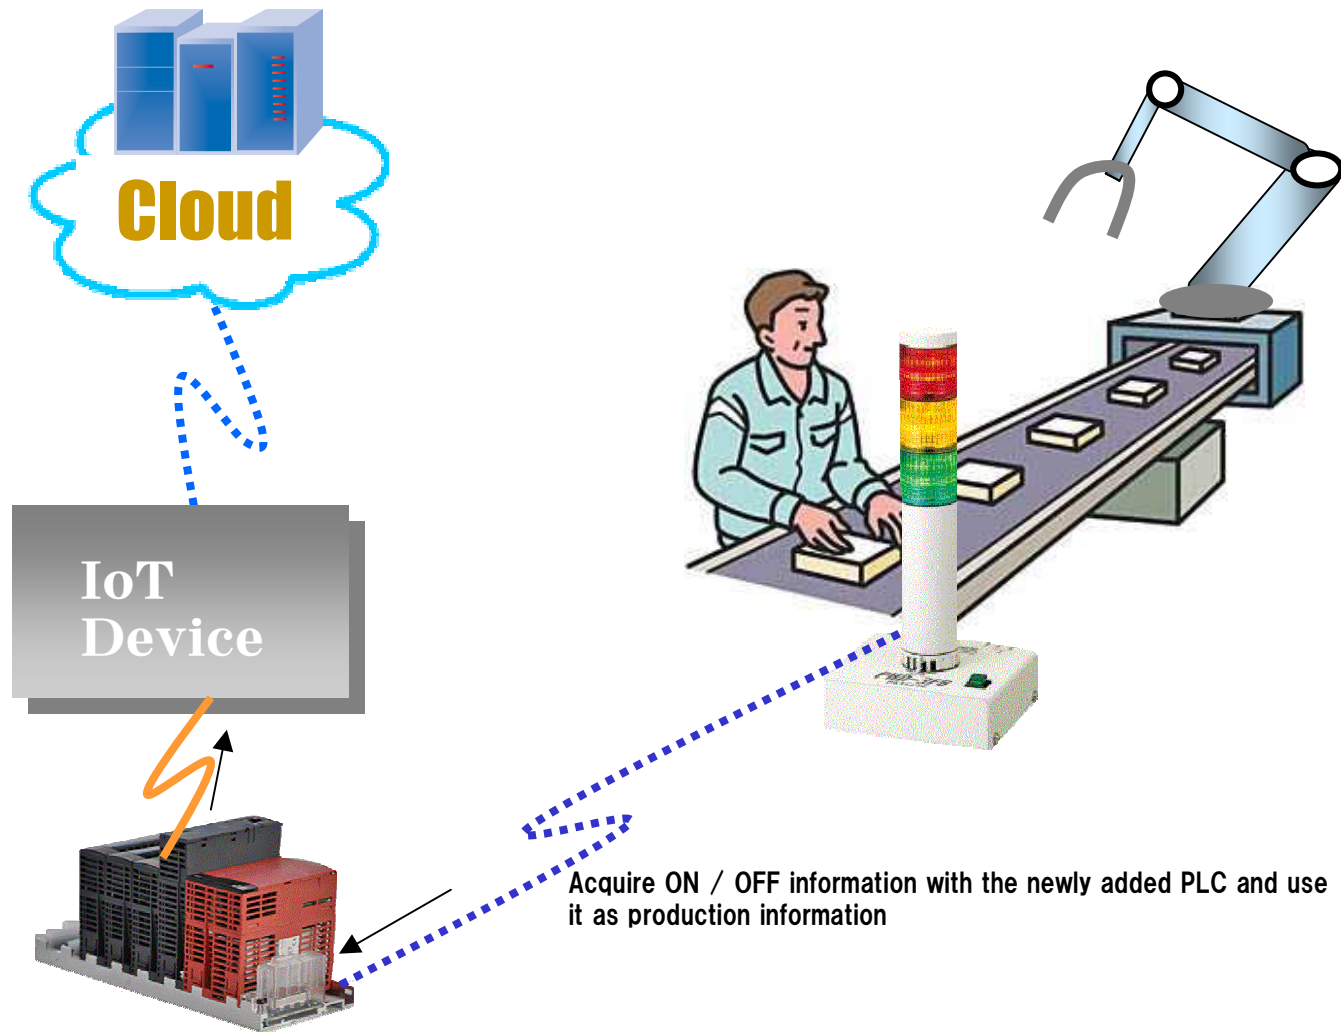 Cloud
IoT
Device
Acquire ON / OFF information with the newly added PLC and use
it as production information